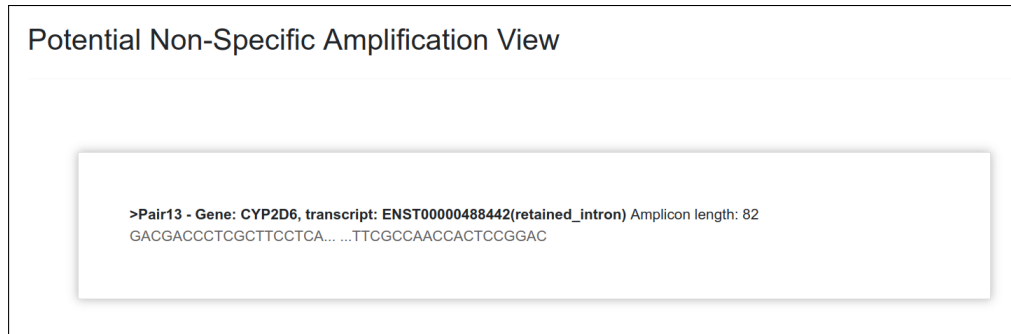 Potential Non-Specific Amplification View
>Pair13 - Gene: CYP2D6, transcript: ENST00000488442(retained_intron) Amplicon length: 82
GACGACCCTCGCTTCCTCA... ...TTCGCCAACCACTCCGGAC